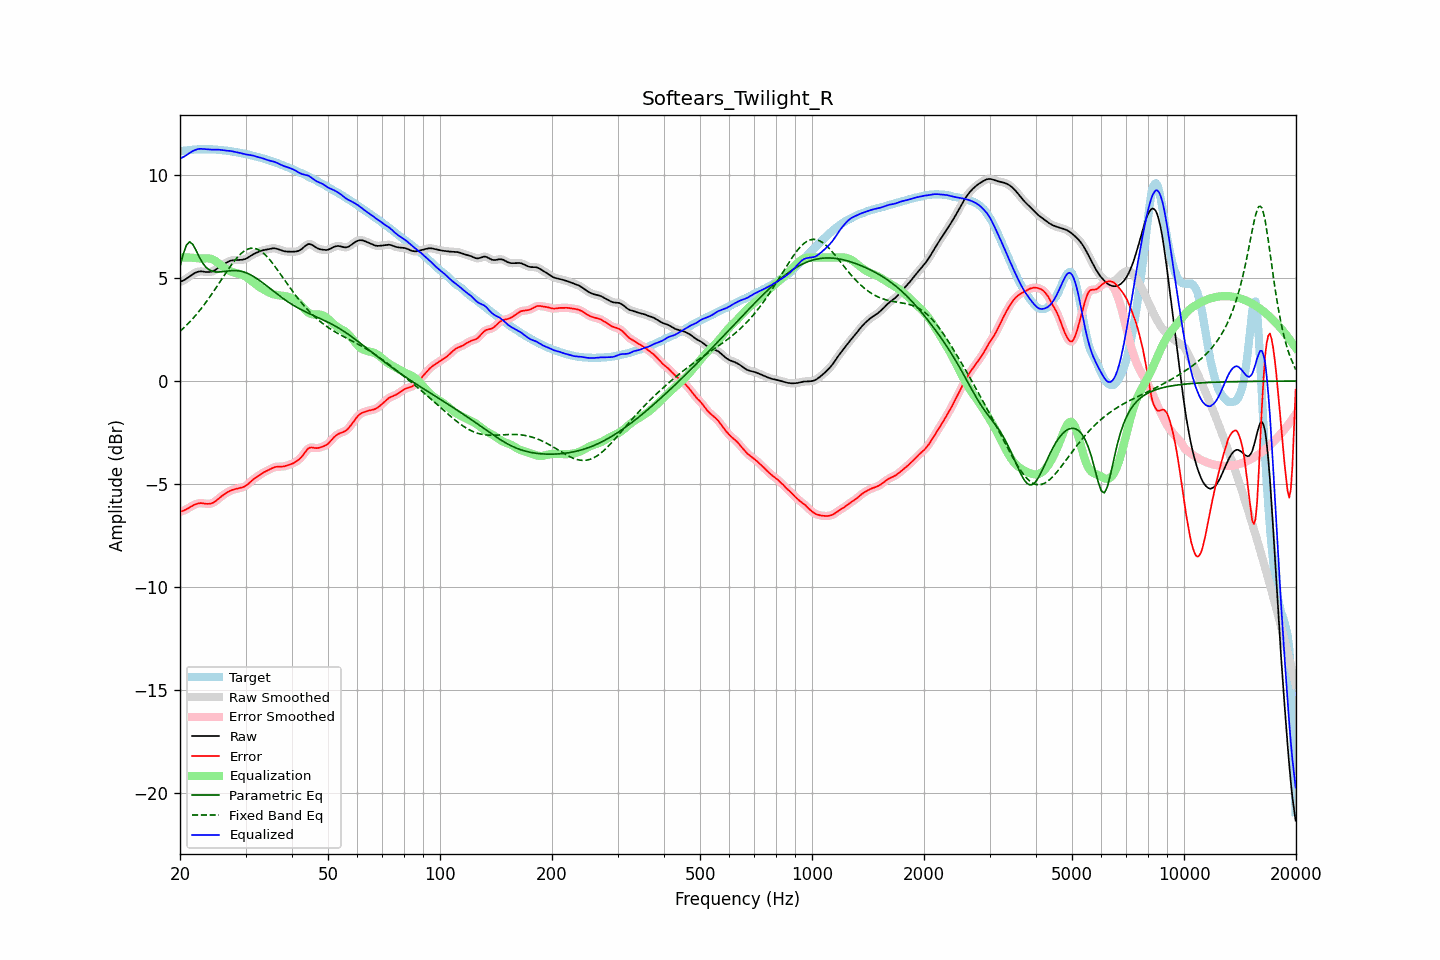 Softears_Twilight_R
Amplitude (dBr)
10
5
0
−5
−10
−15
−20
Target
Raw Smoothed
Error Smoothed
Raw
Error
Equalization
Parametric Eq
Fixed Band Eq
Equalized
20 50 100 200 500 1000 2000 5000 10000 20000
Frequency (Hz)